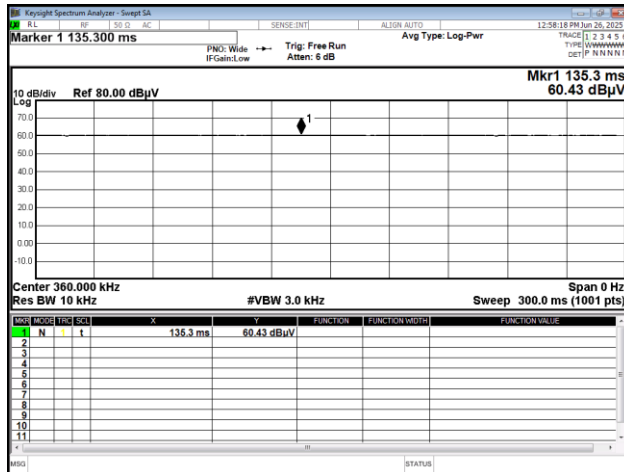 Keysight Spectrum Analyzer - Swept SA
RL RF 50 Ω AC SENSE:INT ALIGN AUTO 12:58:18 PM Jun 26, 2025
Marker 1 135.300 ms
PNO: Wide Trig: Free Run Avg Type: Log-Pwr TRACE 1 2 3 4 5
IFGain:Low Atten: 6 dB TYPE
DET P NNNN
Mkr1 135.3 ms
10 dB/div Ref 80.00 dBµV 60.43 dBµV
Log
70.0
1
60.0
50.0
40.0
30.0
20.0
10.0
0.00
-10.0
Center 360.000 kHz Span 0 Hz
Res BW 10 kHz #VBW 3.0 kHz Sweep 300.0 ms (1001 pts)
MKR MODE TRC SCL X Y FUNCTION FUNCTION WIDTH FUNCTION VALUE
1 N 1 t 135.3 ms 60.43 dBµV
2
3
4
5
6
7
8
9
10
11
MSG STATUS